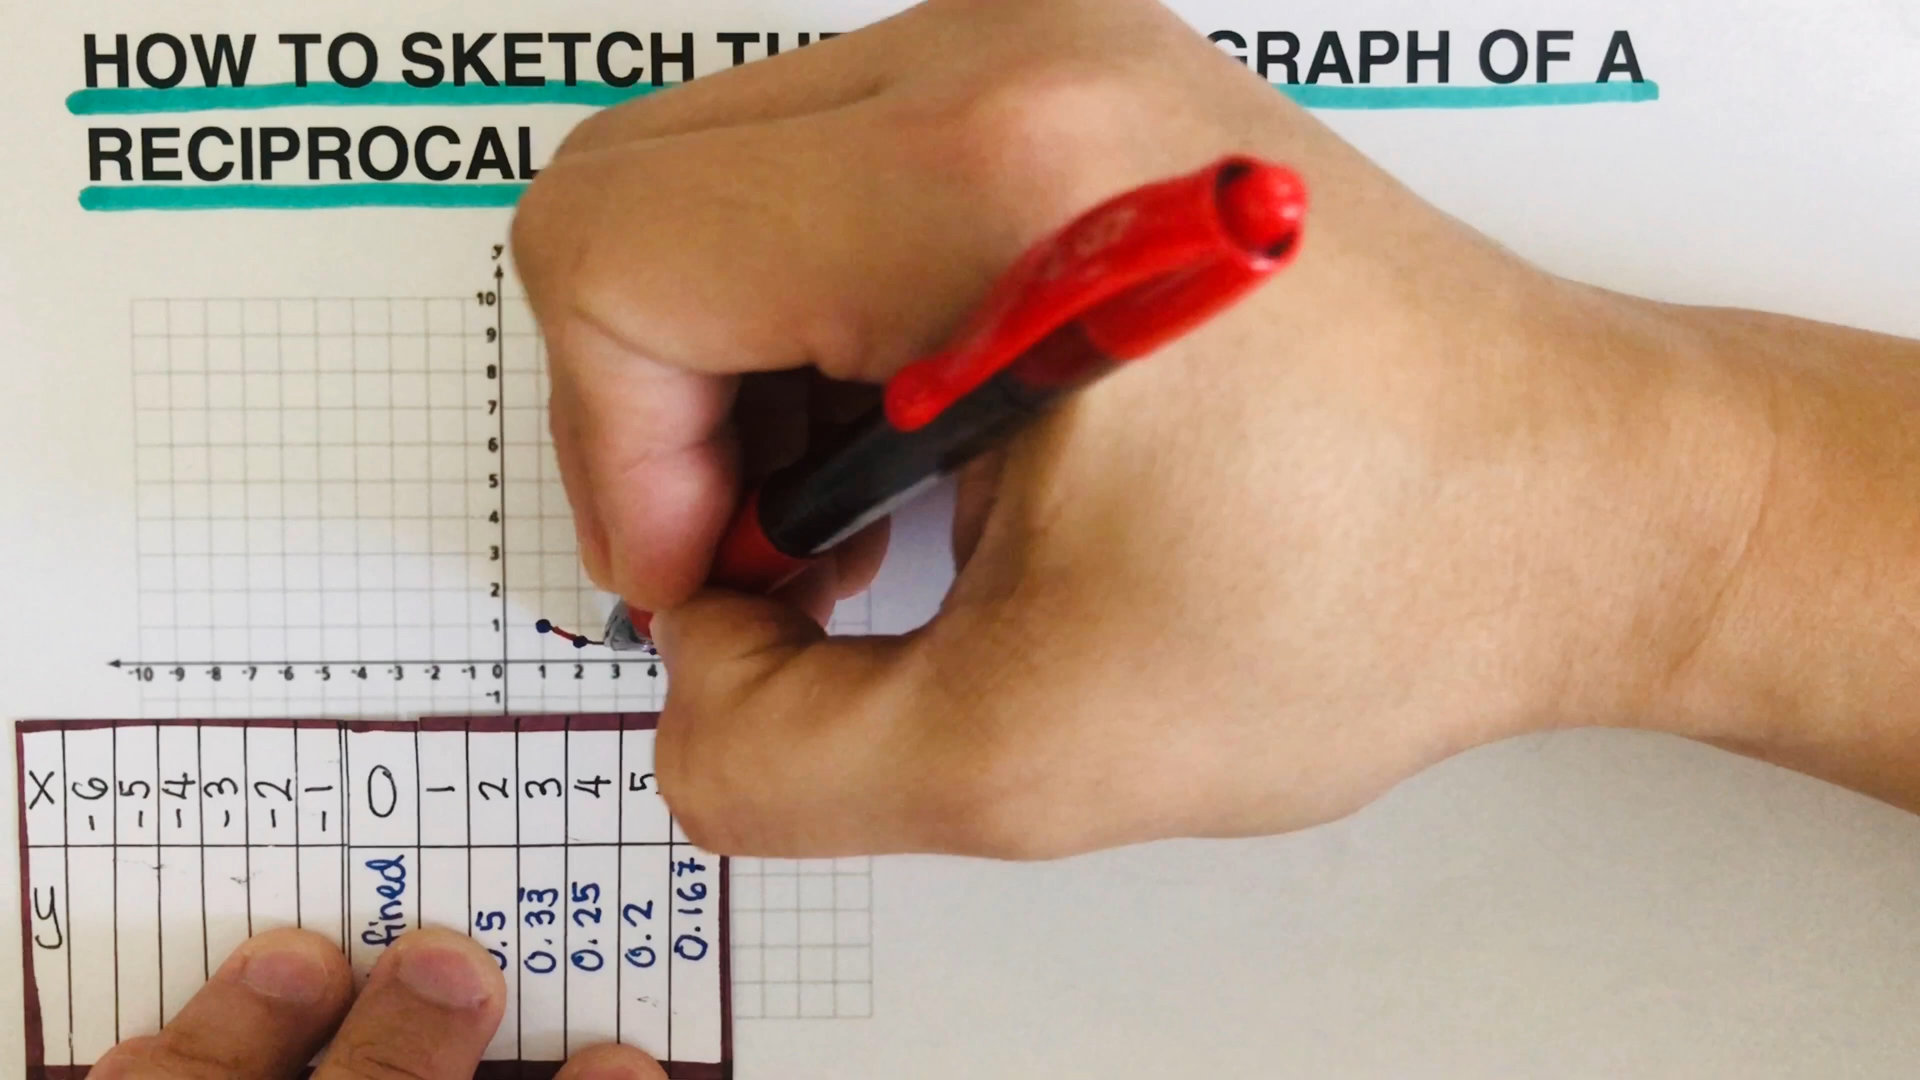 HOW TO SKETCH GRAPH OF A
RECIPROCAL
y
10
9
8
7
6
5
4
3
2
1
-10 -9 -8 -7 -6 -5 -4 -3 -2 -1 0 1 2 3 4
-1
X -6 -5 -4 -3 -2 -1 0 1 2 3 4 5
y 0.33 0.25 0.2 0.167